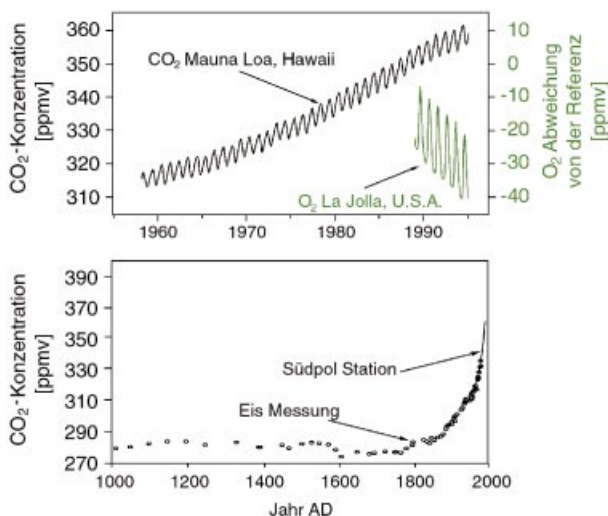 CO₂-Konzentration
[ppmv]
360
350
340
330
320
310
CO₂ Mauna Loa, Hawaii
O₂ La Jolla, U.S.A.
10
0
-10
-20
-30
-40
O₂ Abweichung
von der Referenz
[ppmv]
1960
1970
1980
1990
CO₂-Konzentration
[ppmv]
390
370
350
330
310
290
270
Südpol Station
Eis Messung
1000
1200
1400
1600
1800
2000
Jahr AD